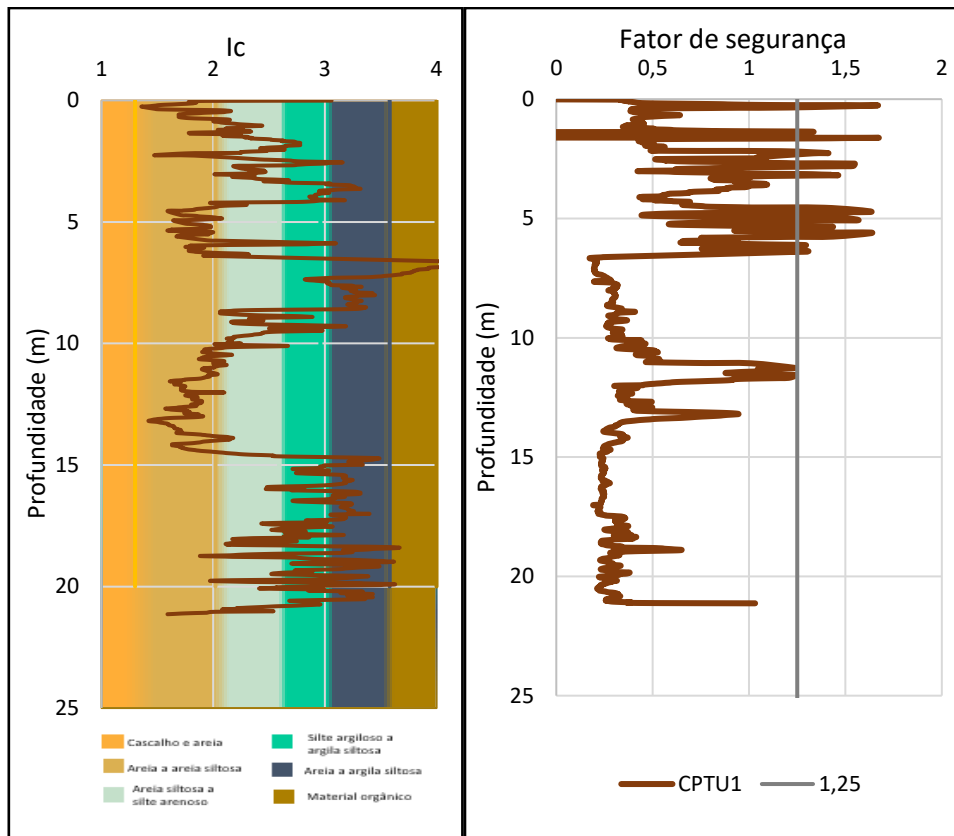 Ic
1 2 3 4
0
5
10
15
20
25
Profundidade (m)
Cascalho e areia
Areia a areia siltosa
Areia siltosa a
silte arenoso
Silte argiloso a
argila siltosa
Areia a argila siltosa
Material orgânico
Fator de segurança
0 0,5 1 1,5 2
0
5
10
15
20
25
Profundidade (m)
CPTU1 1,25